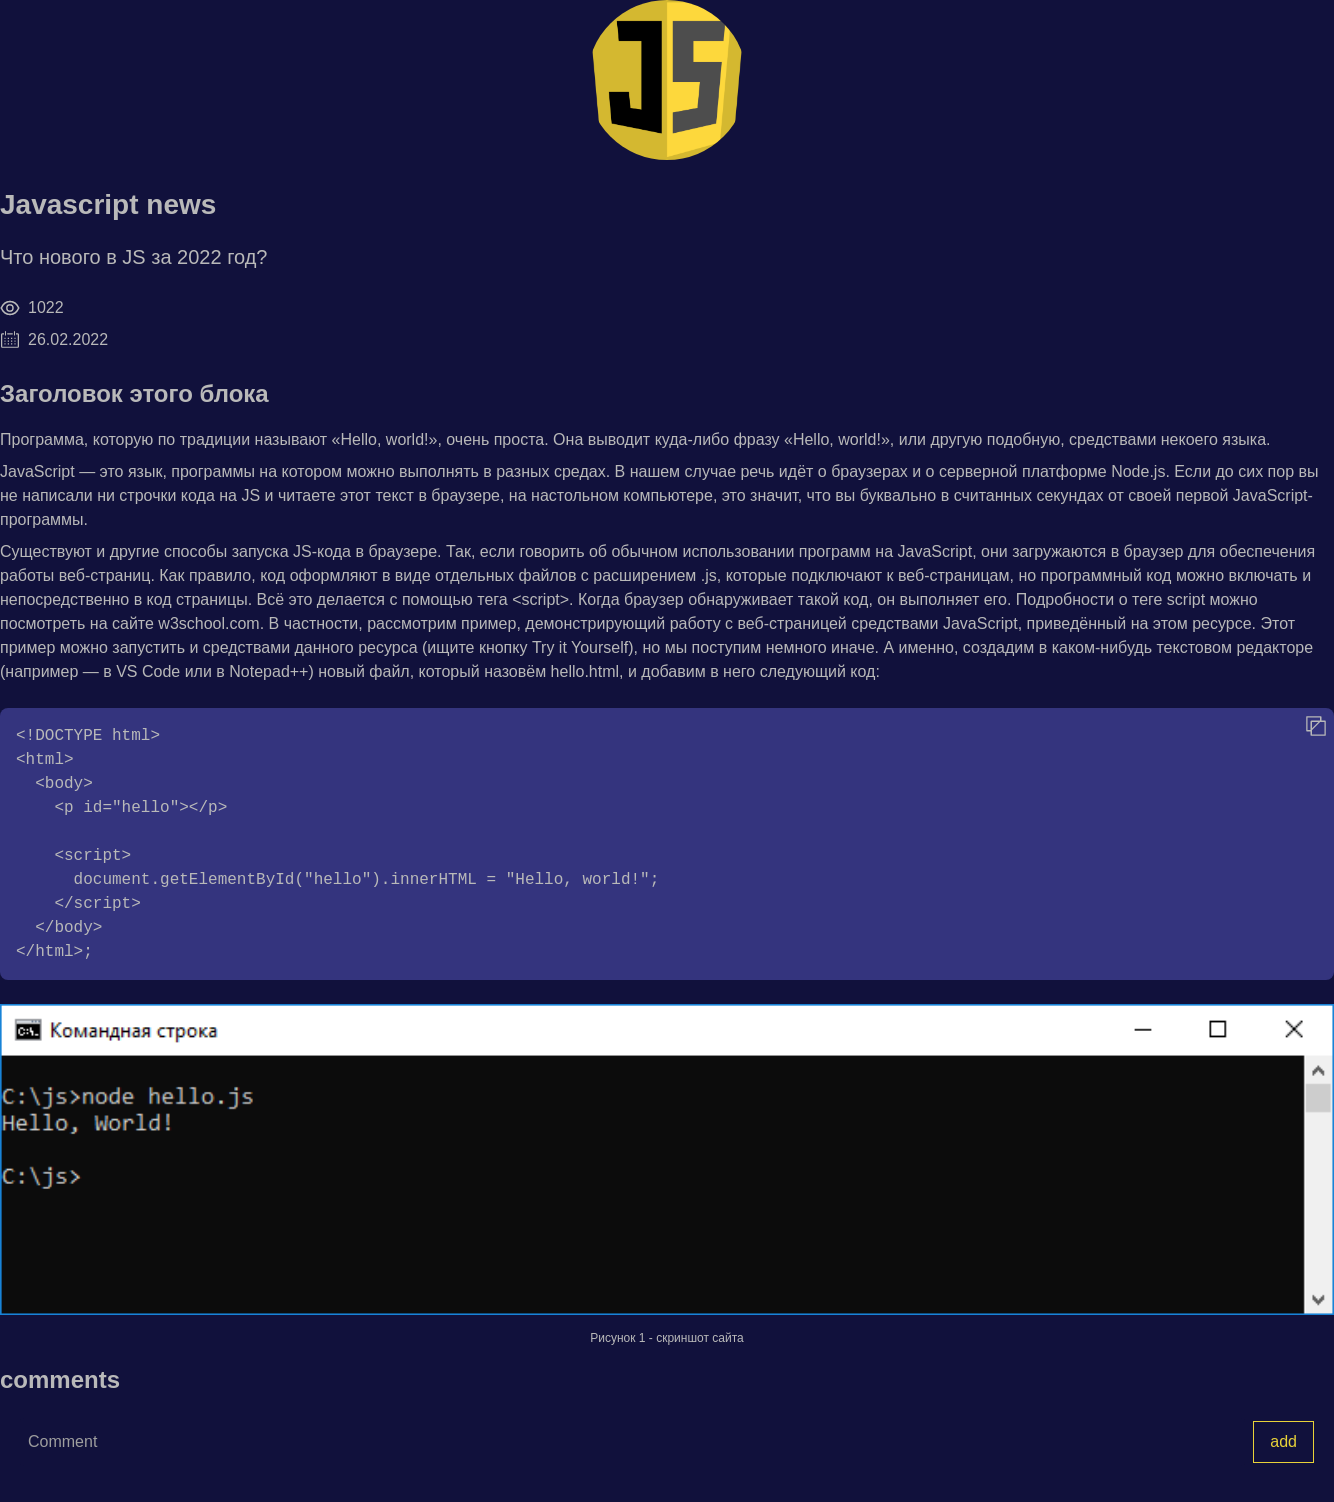 JS
Javascript news
Что нового в JS за 2022 год?
1022
26.02.2022
Заголовок этого блока
Программа, которую по традиции называют «Hello, world!», очень проста. Она выводит куда-либо фразу «Hello, world!», или другую подобную, средствами некоего языка.
JavaScript — это язык, программы на котором можно выполнять в разных средах. В нашем случае речь идёт о браузерах и о серверной платформе Node.js. Если до сих пор вы
не написали ни строчки кода на JS и читаете этот текст в браузере, на настольном компьютере, это значит, что вы буквально в считанных секундах от своей первой JavaScript-
программы.
Существуют и другие способы запуска JS-кода в браузере. Так, если говорить об обычном использовании программ на JavaScript, они загружаются в браузер для обеспечения
работы веб-страниц. Как правило, код оформляют в виде отдельных файлов с расширением .js, которые подключают к веб-страницам, но программный код можно включать и
непосредственно в код страницы. Всё это делается с помощью тега <script>. Когда браузер обнаруживает такой код, он выполняет его. Подробности о теге script можно
посмотреть на сайте w3school.com. В частности, рассмотрим пример, демонстрирующий работу с веб-страницей средствами JavaScript, приведённый на этом ресурсе. Этот
пример можно запустить и средствами данного ресурса (ищите кнопку Try it Yourself), но мы поступим немного иначе. А именно, создадим в каком-нибудь текстовом редакторе
(например — в VS Code или в Notepad++) новый файл, который назовём hello.html, и добавим в него следующий код:
<!DOCTYPE html>
<html>
  <body>
    <p id="hello"></p>

    <script>
      document.getElementById("hello").innerHTML = "Hello, world!";
    </script>
  </body>
</html>;
C:\. Командная строка
C:\js>node hello.js
Hello, World!
C:\js>
Рисунок 1 - скриншот сайта
comments
Comment add